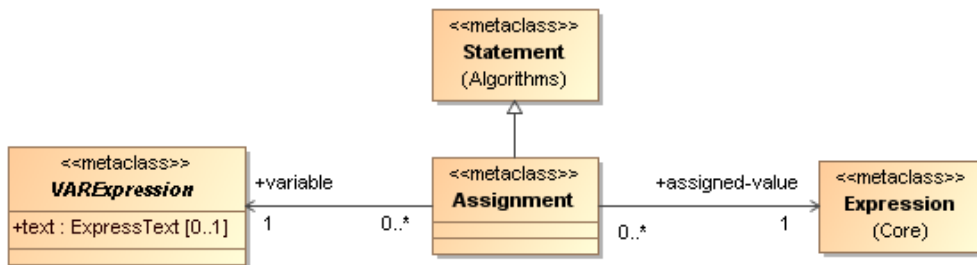 <<metaclass>>
Statement
(Algorithms)
<<metaclass>>
VARExpression
+text : ExpressText [0..1]
+variable
1
0..*
<<metaclass>>
Assignment
+assigned-value
0..*
1
<<metaclass>>
Expression
(Core)